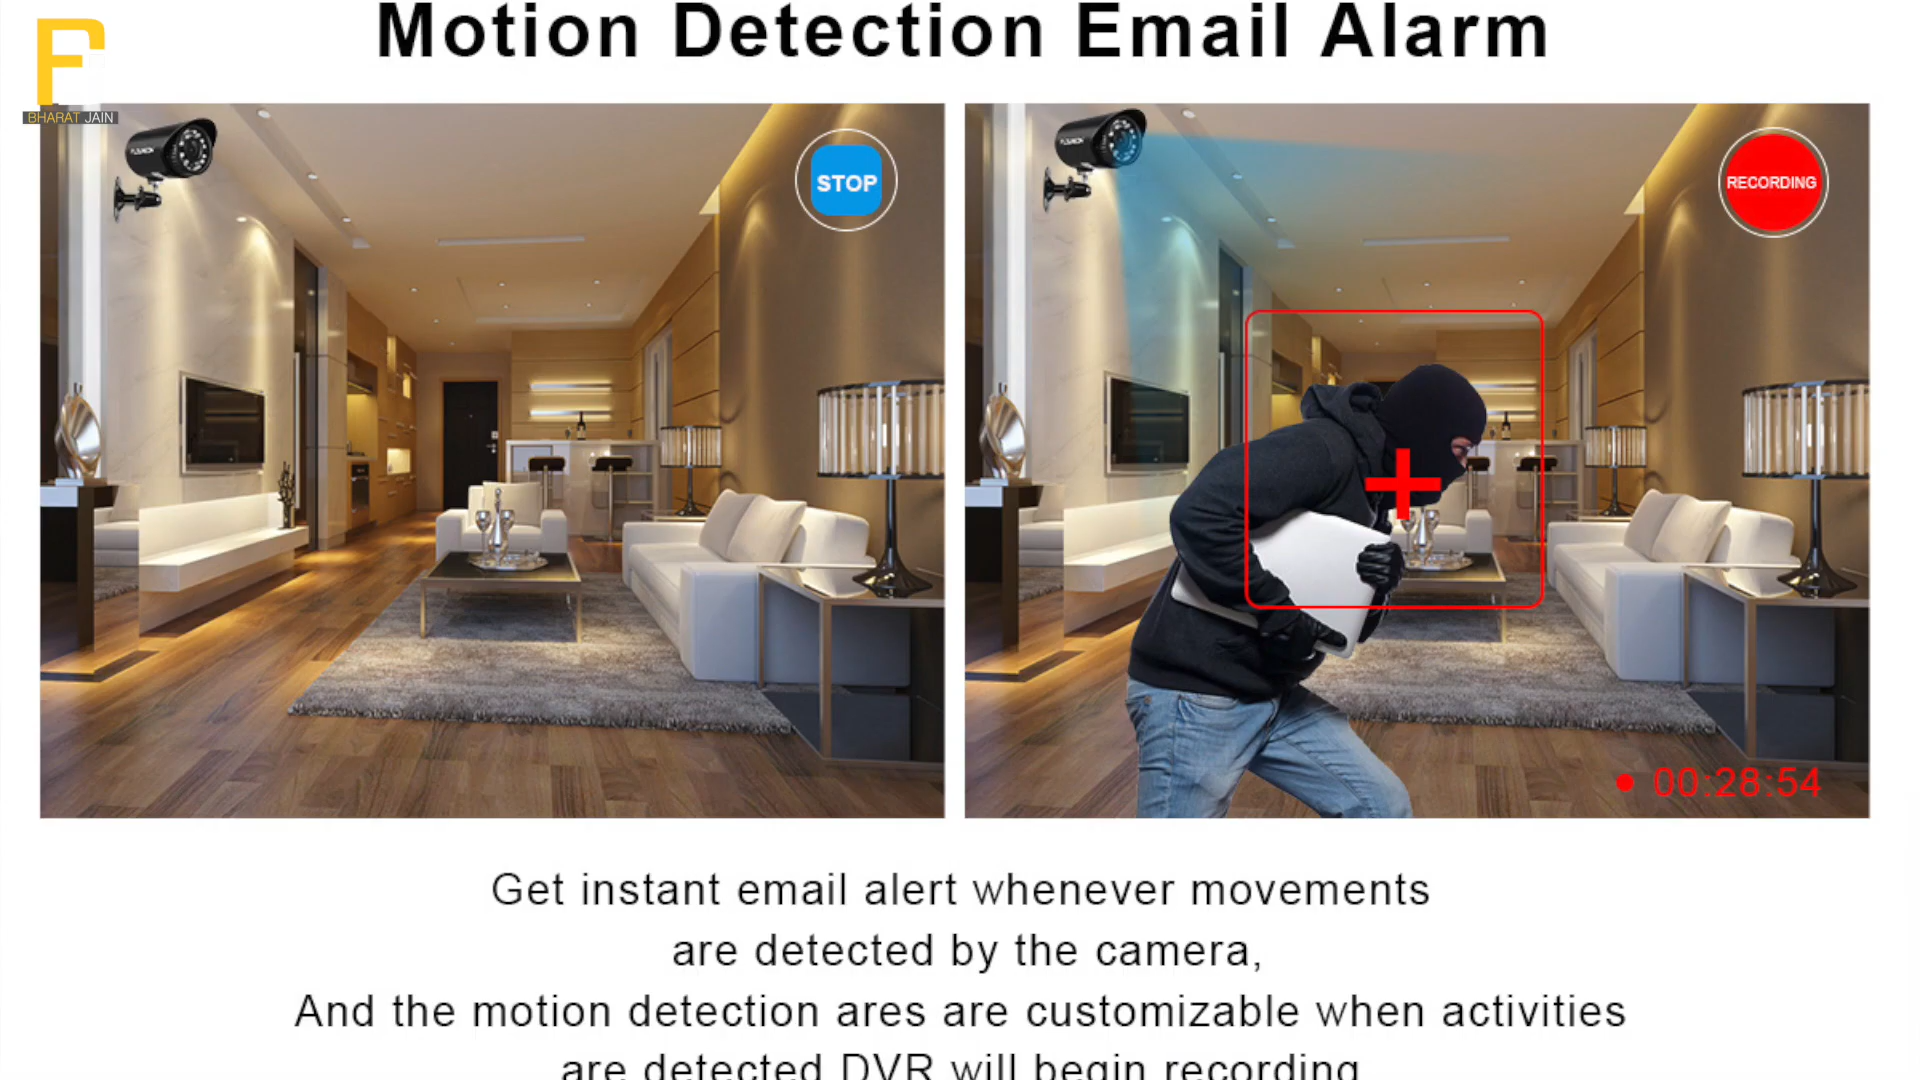 Motion Detection Email Alarm
BHARAT JAIN
STOP
RECORDING
00:28:54
Get instant email alert whenever movements
are detected by the camera,
And the motion detection ares are customizable when activities
are detected DVR will begin recording